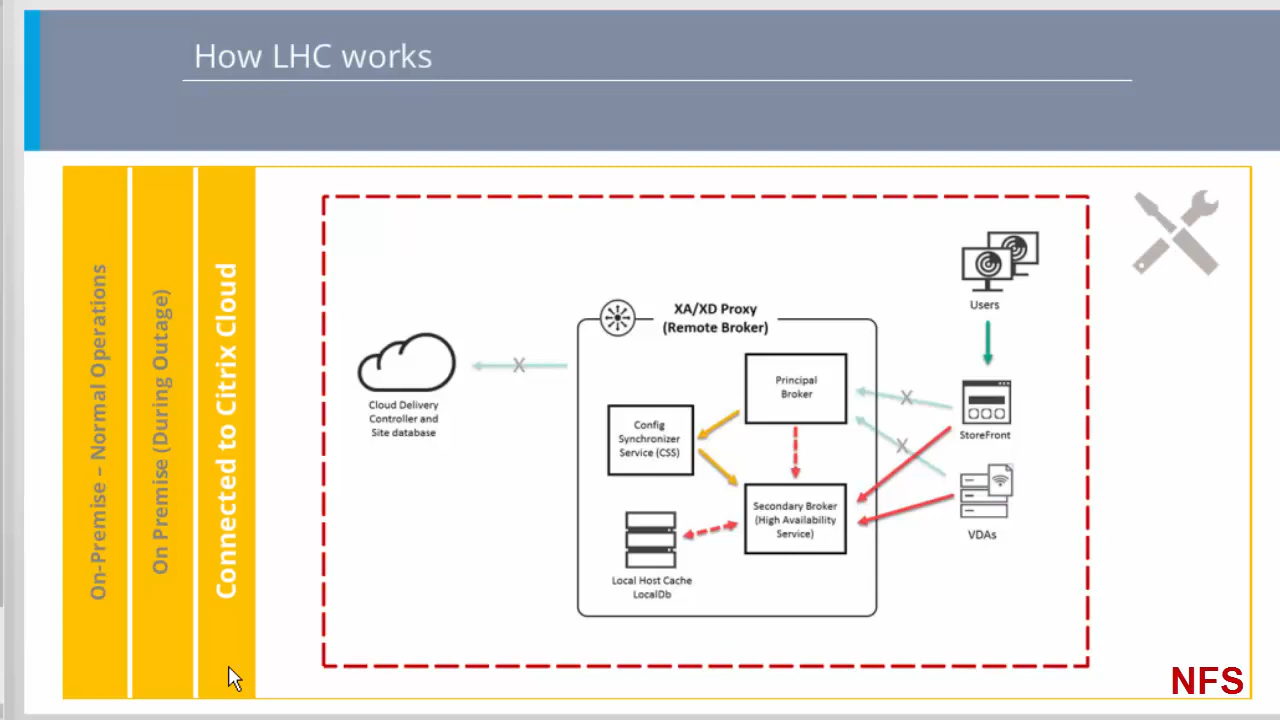 How LHC works
On-Premise – Normal Operations
On Premise (During Outage)
Connected to Citrix Cloud
Users
XA/XD Proxy
(Remote Broker)
X
Cloud Delivery
Controller and
Site database
Principal
Broker
X
StoreFront
Config
Synchronizer
Service (CSS)
X
Secondary Broker
(High Availability
Service)
VDAs
Local Host Cache
LocalDb
NFS